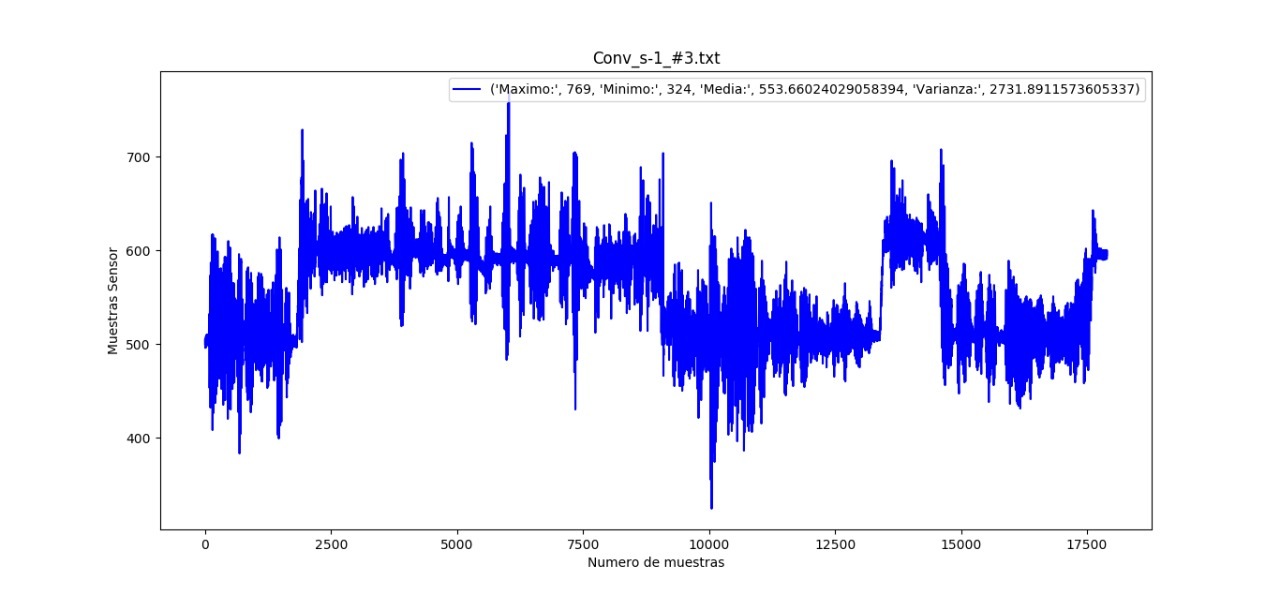 Conv_s-1_#3.txt
('Maximo:', 769, 'Minimo:', 324, 'Media:', 553.66024029058394, 'Varianza:', 2731.8911573605337)
Muestras Sensor
700
600
500
400
0 2500 5000 7500 10000 12500 15000 17500
Numero de muestras